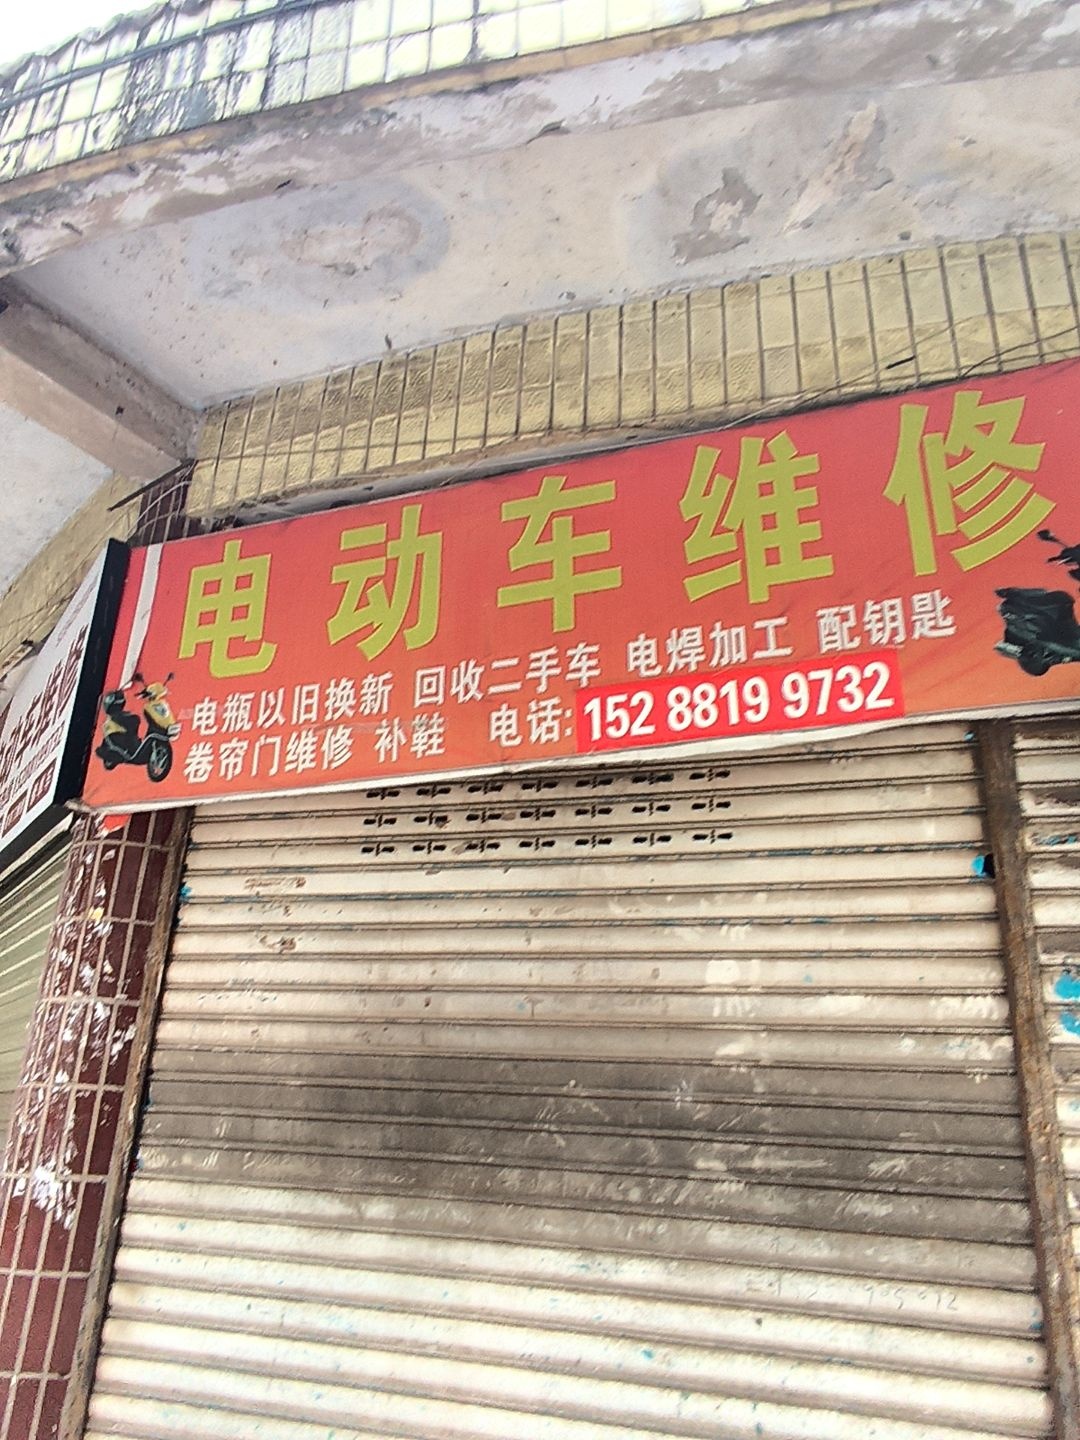 电动车维修
电瓶以旧换新 回收二手车 电焊加工 配钥匙
卷帘门维修 补鞋 电话: 152 8819 9732